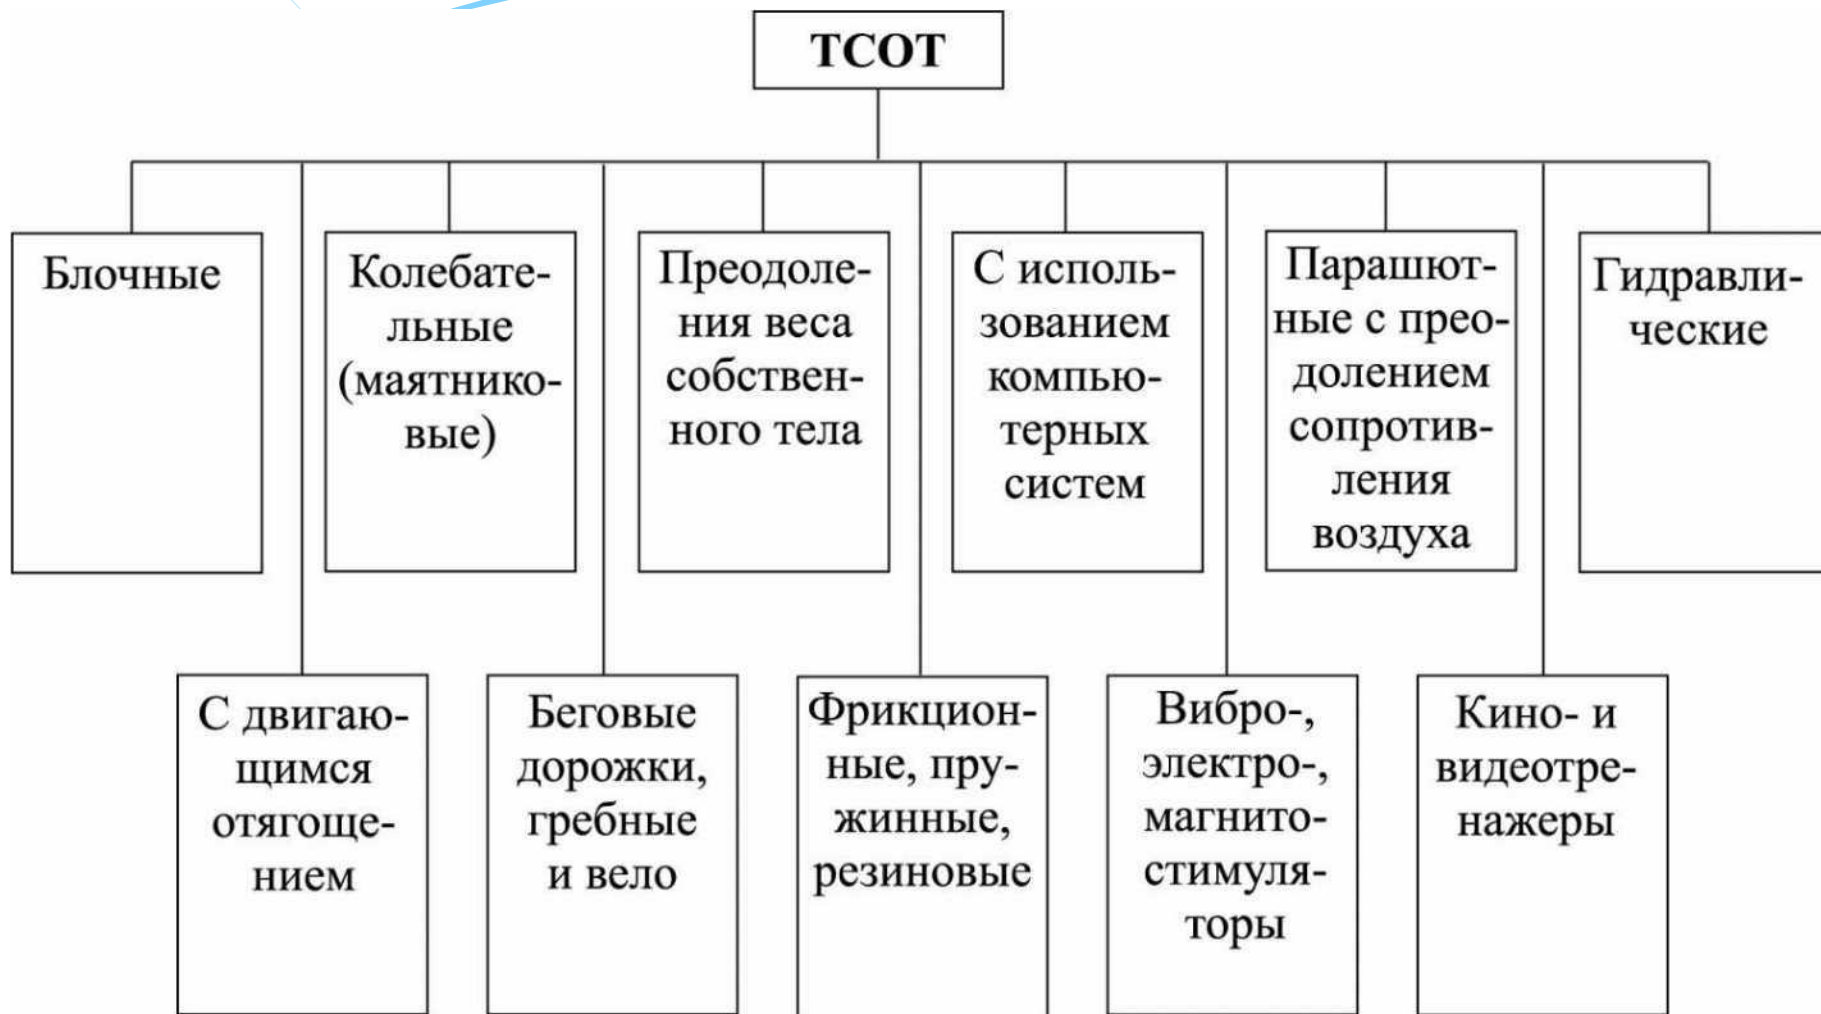 ТСОТ
Блочные
Колебате-
льные
(маятнико-
вые)
Преодоле-
ния веса
собствен-
ного тела
С исполь-
зованием
компью-
терных
систем
Парашют-
ные с прео-
долением
сопротив-
ления
воздуха
Гидравли-
ческие
С двигаю-
щимся
отягоще-
нием
Беговые
дорожки,
гребные
и вело
Фрикцион-
ные, пру-
жинные,
резиновые
Вибро-,
электро-,
магнито-
стимуля-
торы
Кино- и
видеотре-
нажеры